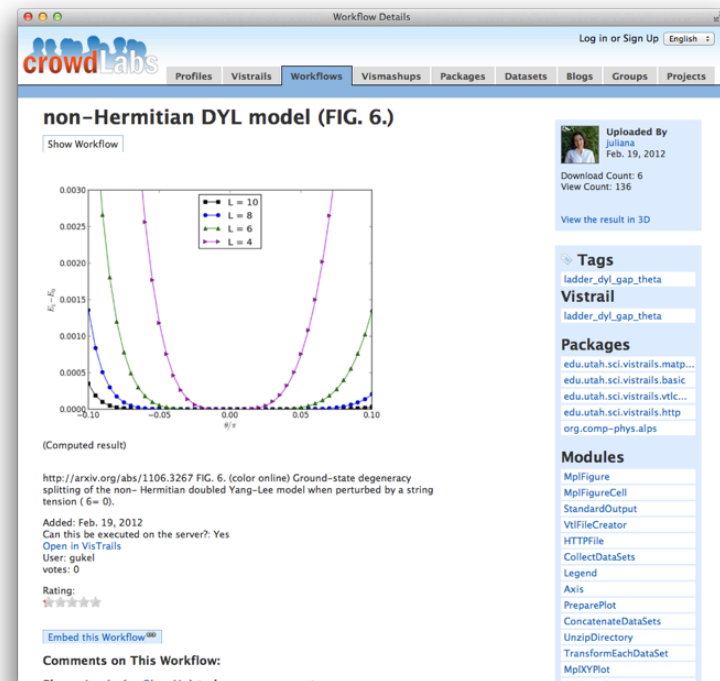 Workflow Details
Log in or Sign Up English
crowdLabs
Profiles Vistrails Workflows Vismashups Packages Datasets Blogs Groups Projects
non-Hermitian DYL model (FIG. 6.)
Show Workflow
0.0030
0.0025
0.0020
0.0015
0.0010
0.0005
0.0000
E₁−E₀
L = 10
L = 8
L = 6
L = 4
−0.10 −0.05 0.00 0.05 0.10
θ/π
(Computed result)
http://arxiv.org/abs/1106.3267 FIG. 6. (color online) Ground-state degeneracy
splitting of the non- Hermitian doubled Yang-Lee model when perturbed by a string
tension ( 6= 0).
Added: Feb. 19, 2012
Can this be executed on the server?: Yes
Open in VisTrails
User: gukel
votes: 0
Rating:
Embed this Workflow
Comments on This Workflow:
Uploaded By
juliana
Feb. 19, 2012
Download Count: 6
View Count: 136
View the result in 3D
Tags
ladder_dyl_gap_theta
Vistrail
ladder_dyl_gap_theta
Packages
edu.utah.sci.vistrails.matp...
edu.utah.sci.vistrails.basic
edu.utah.sci.vistrails.vtlc...
edu.utah.sci.vistrails.http
org.comp-phys.alps
Modules
MplFigure
MplFigureCell
StandardOutput
VtlFileCreator
HTTPFile
CollectDataSets
Legend
Axis
PreparePlot
ConcatenateDataSets
UnzipDirectory
TransformEachDataSet
MplXYPlot